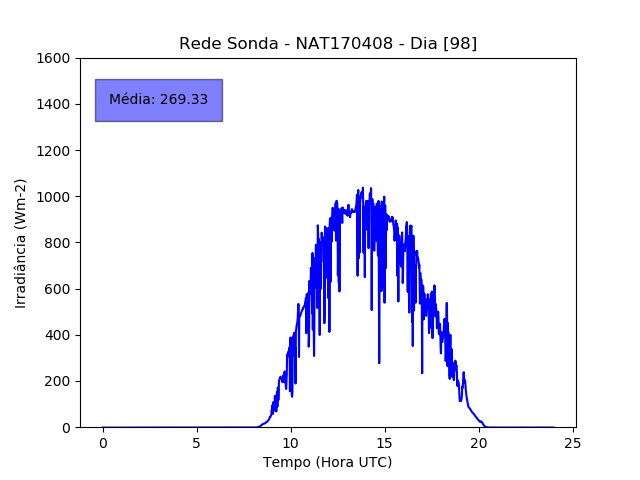 Rede Sonda - NAT170408 - Dia [98]
Irradiância (Wm-2)
1600
1400
1200
1000
800
600
400
200
0
Média: 269.33
0 5 10 15 20 25
Tempo (Hora UTC)